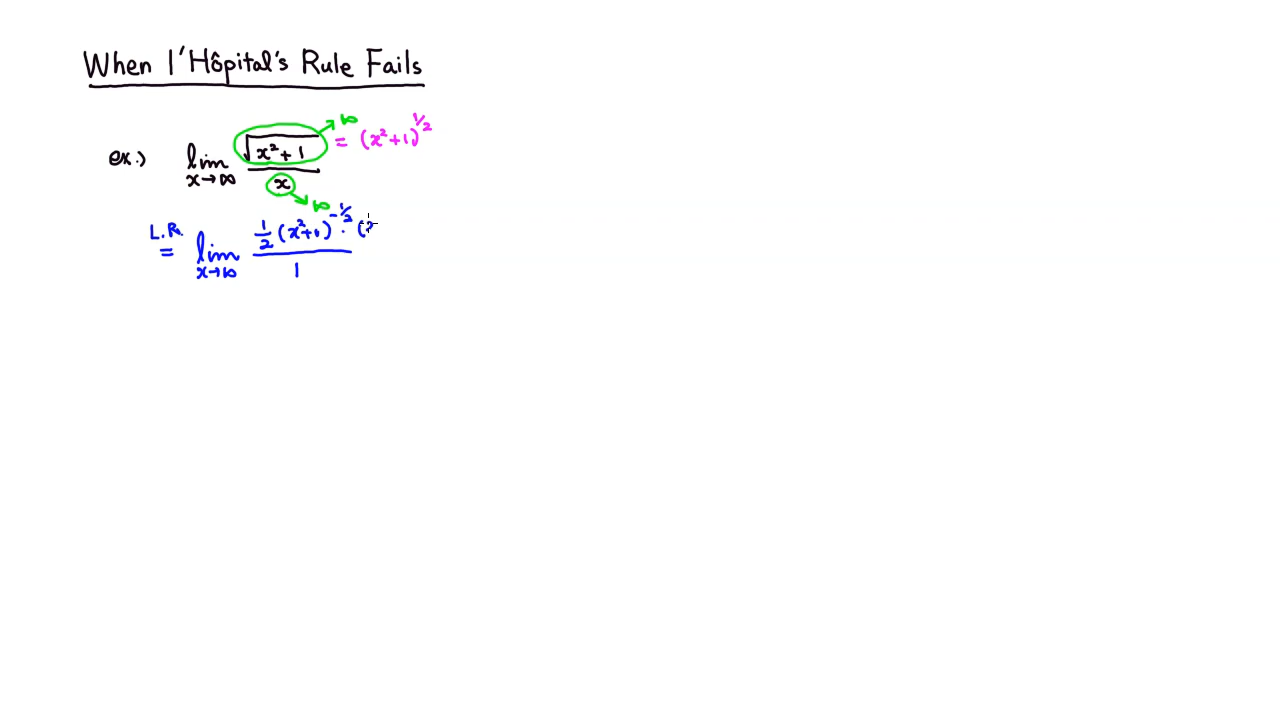 When l'Hôpital's Rule Fails
ex.) lim x→∞ √(x²+1) / x → ∞ → ∞ = (x²+1)^1/2
L.R. = lim x→∞ 1/2 (x²+1)^-1/2 · ( / 1